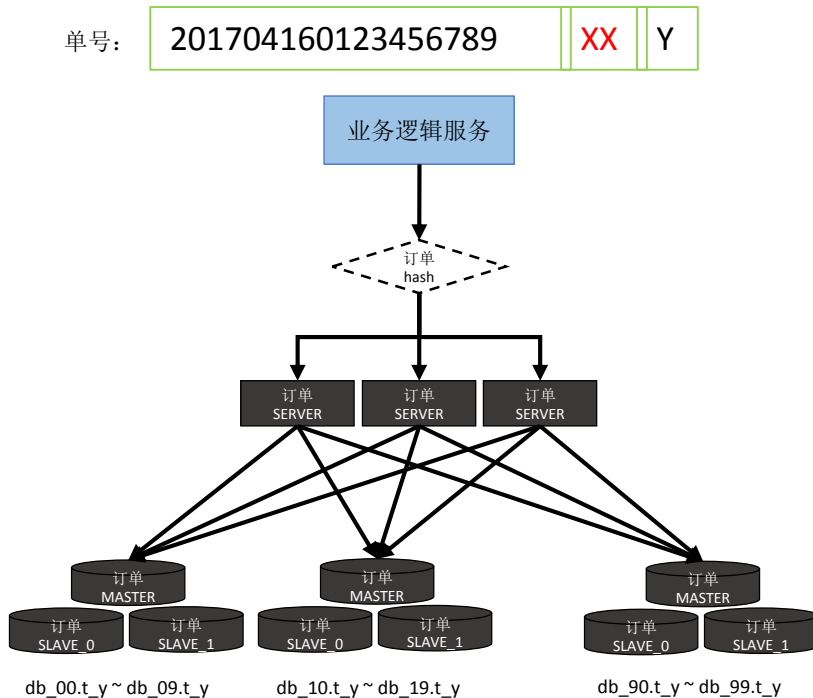 单号： 201704160123456789 XX Y
业务逻辑服务
订单
hash
订单
SERVER
订单
SERVER
订单
SERVER
订单
MASTER
订单
MASTER
订单
MASTER
订单
SLAVE_0
订单
SLAVE_1
订单
SLAVE_0
订单
SLAVE_1
订单
SLAVE_0
订单
SLAVE_1
db_00.t_y ~ db_09.t_y
db_10.t_y ~ db_19.t_y
db_90.t_y ~ db_99.t_y